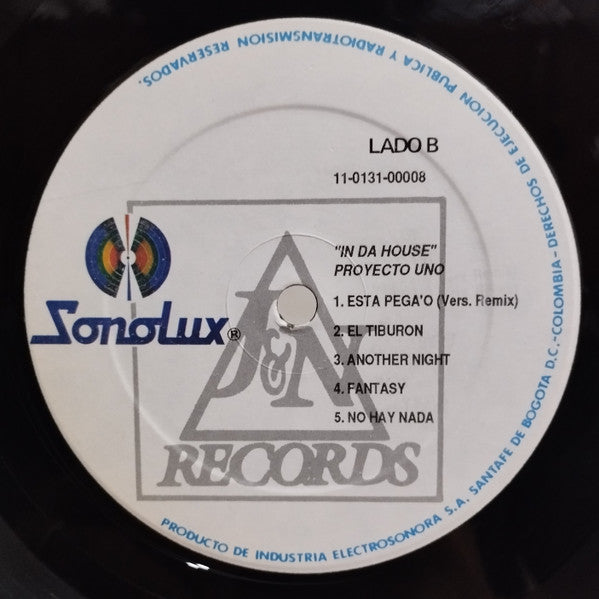 LADO B
11-0131-00008
"IN DA HOUSE"
PROYECTO UNO
1. ESTA PEGA'O (Vers. Remix)
2. EL TIBURON
3. ANOTHER NIGHT
4. FANTASY
5. NO HAY NADA
Sonolux®
J&N
RECORDS
PRODUCTO DE INDUSTRIA ELECTROSONORA S.A. SANTAFE DE BOGOTA D.C.-COLOMBIA-DERECHOS DE EJECUCION PUBLICA Y RADIOTRANSMISION RESERVADOS.